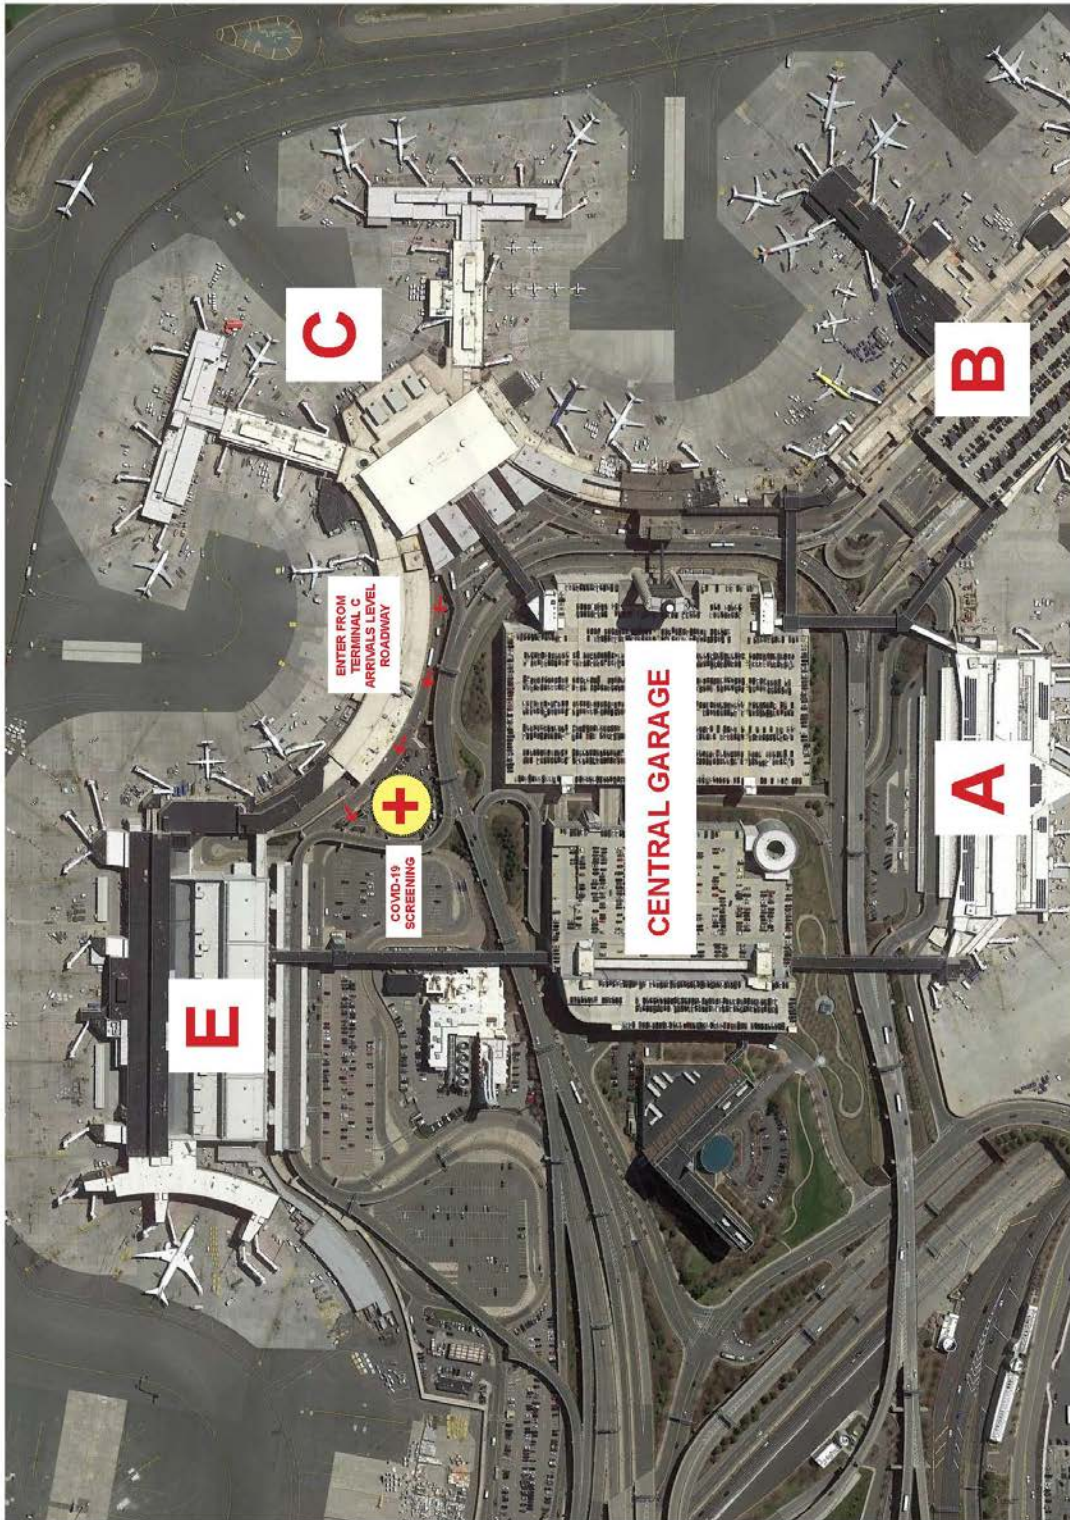 E
C
ENTER FROM
TERMINAL C
ARRIVALS LEVEL
ROADWAY
COVID-19
SCREENING
CENTRAL GARAGE
A
B